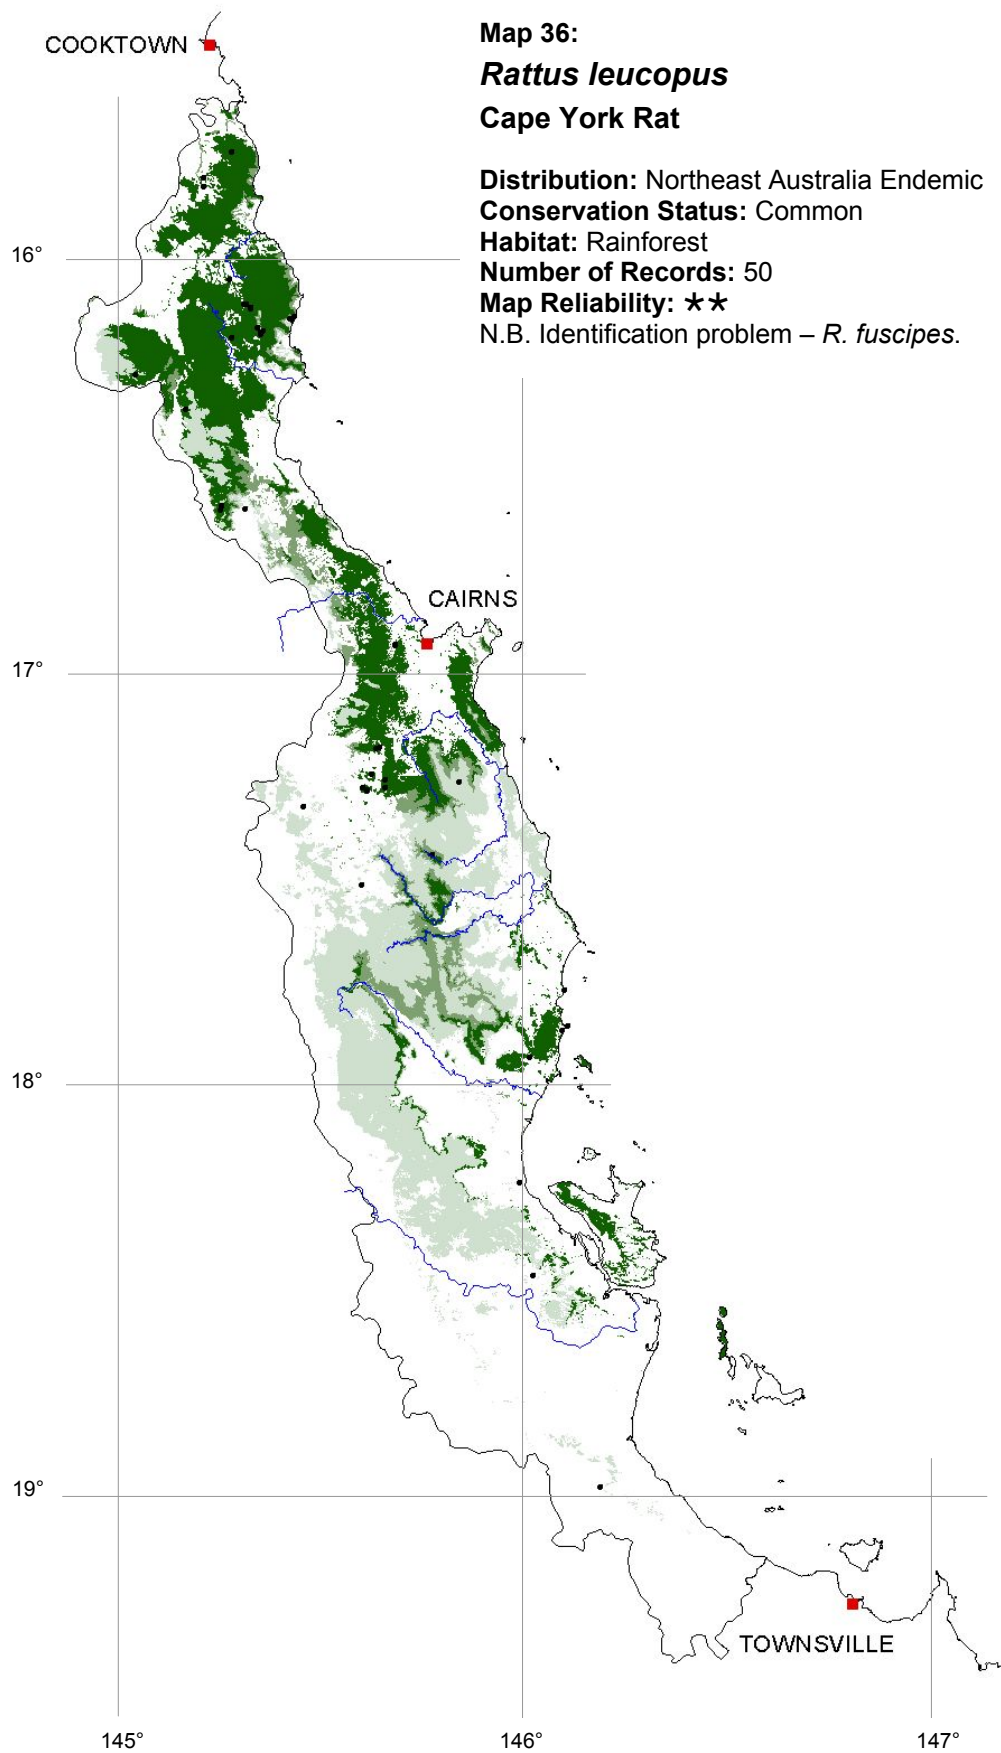 Map 36:
COOKTOWN
Rattus leucopus
Cape York Rat
Distribution: Northeast Australia Endemic
Conservation Status: Common
Habitat: Rainforest
Number of Records: 50
Map Reliability: **
N.B. Identification problem – R. fuscipes.
16°
CAIRNS
17°
18°
19°
TOWNSVILLE
145° 146° 147°